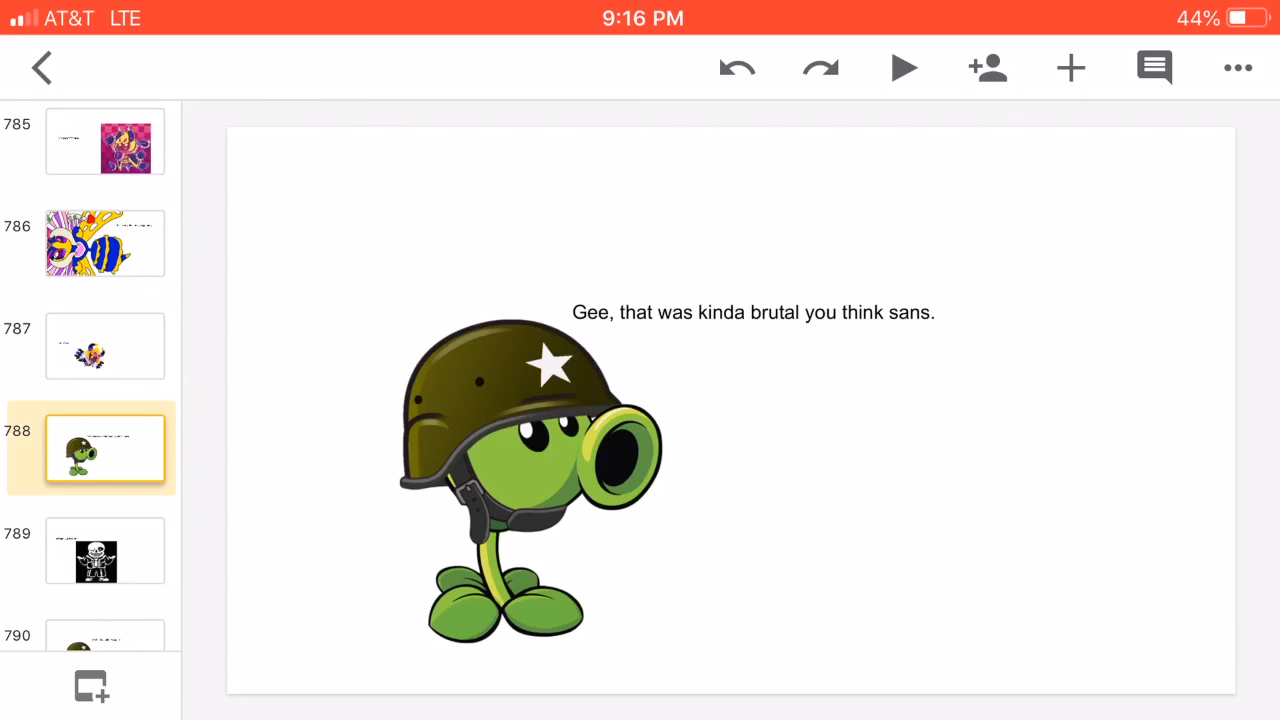 AT&T LTE
9:16 PM
44%
785
786
787
788
789
790
Gee, that was kinda brutal you think sans.